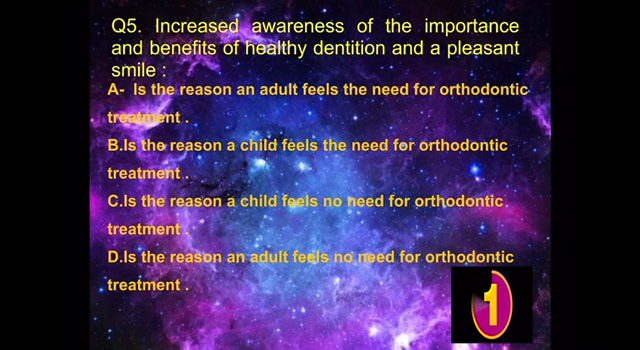 Q5. Increased awareness of the importance
and benefits of healthy dentition and a pleasant
smile :
A- Is the reason an adult feels the need for orthodontic
treatment .
B.Is the reason a child feels the need for orthodontic
treatment .
C.Is the reason a child feels no need for orthodontic
treatment .
D.Is the reason an adult feels no need for orthodontic
treatment .
1